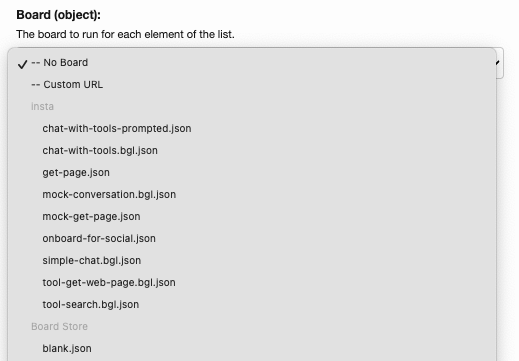 Board (object):
The board to run for each element of the list.
✓ -- No Board
-- Custom URL
insta
chat-with-tools-prompted.json
chat-with-tools.bgl.json
get-page.json
mock-conversation.bgl.json
mock-get-page.json
onboard-for-social.json
simple-chat.bgl.json
tool-get-web-page.bgl.json
tool-search.bgl.json
Board Store
blank.json